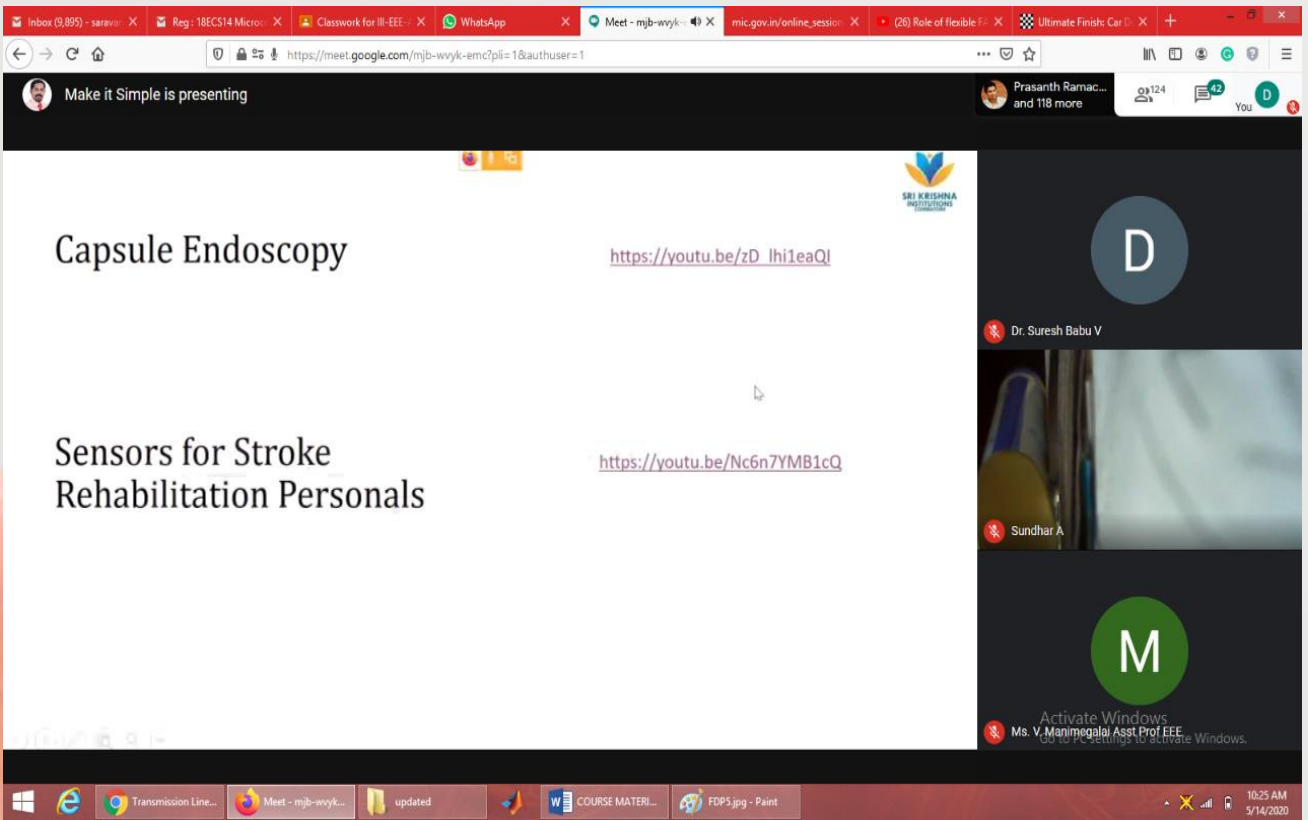 Inbox (9,895) - saravan
Reg : 18ECS14 Microc
Classwork for III-EEE-A
WhatsApp
Meet - mjb-wvyk-e
mic.gov.in/online_session
(26) Role of flexible FA
Ultimate Finish: Car D
https://meet.google.com/mjb-wvyk-emc?pli=1&authuser=1
Make it Simple is presenting
Prasanth Ramac...
and 118 more
124
42
You
D
SRI KRISHNA
INSTITUTIONS
COIMBATORE
Capsule Endoscopy
https://youtu.be/zD_lhi1eaQI
Sensors for Stroke
Rehabilitation Personals
https://youtu.be/Nc6n7YMB1cQ
D
Dr. Suresh Babu V
Sundhar A
M
Ms. V. Manimegalai Asst Prof EEE
Activate Windows
Go to PC settings to activate Windows.
Transmission Line...
Meet - mjb-wvyk...
updated
COURSE MATERI...
FDP5.jpg - Paint
10:25 AM
5/14/2020